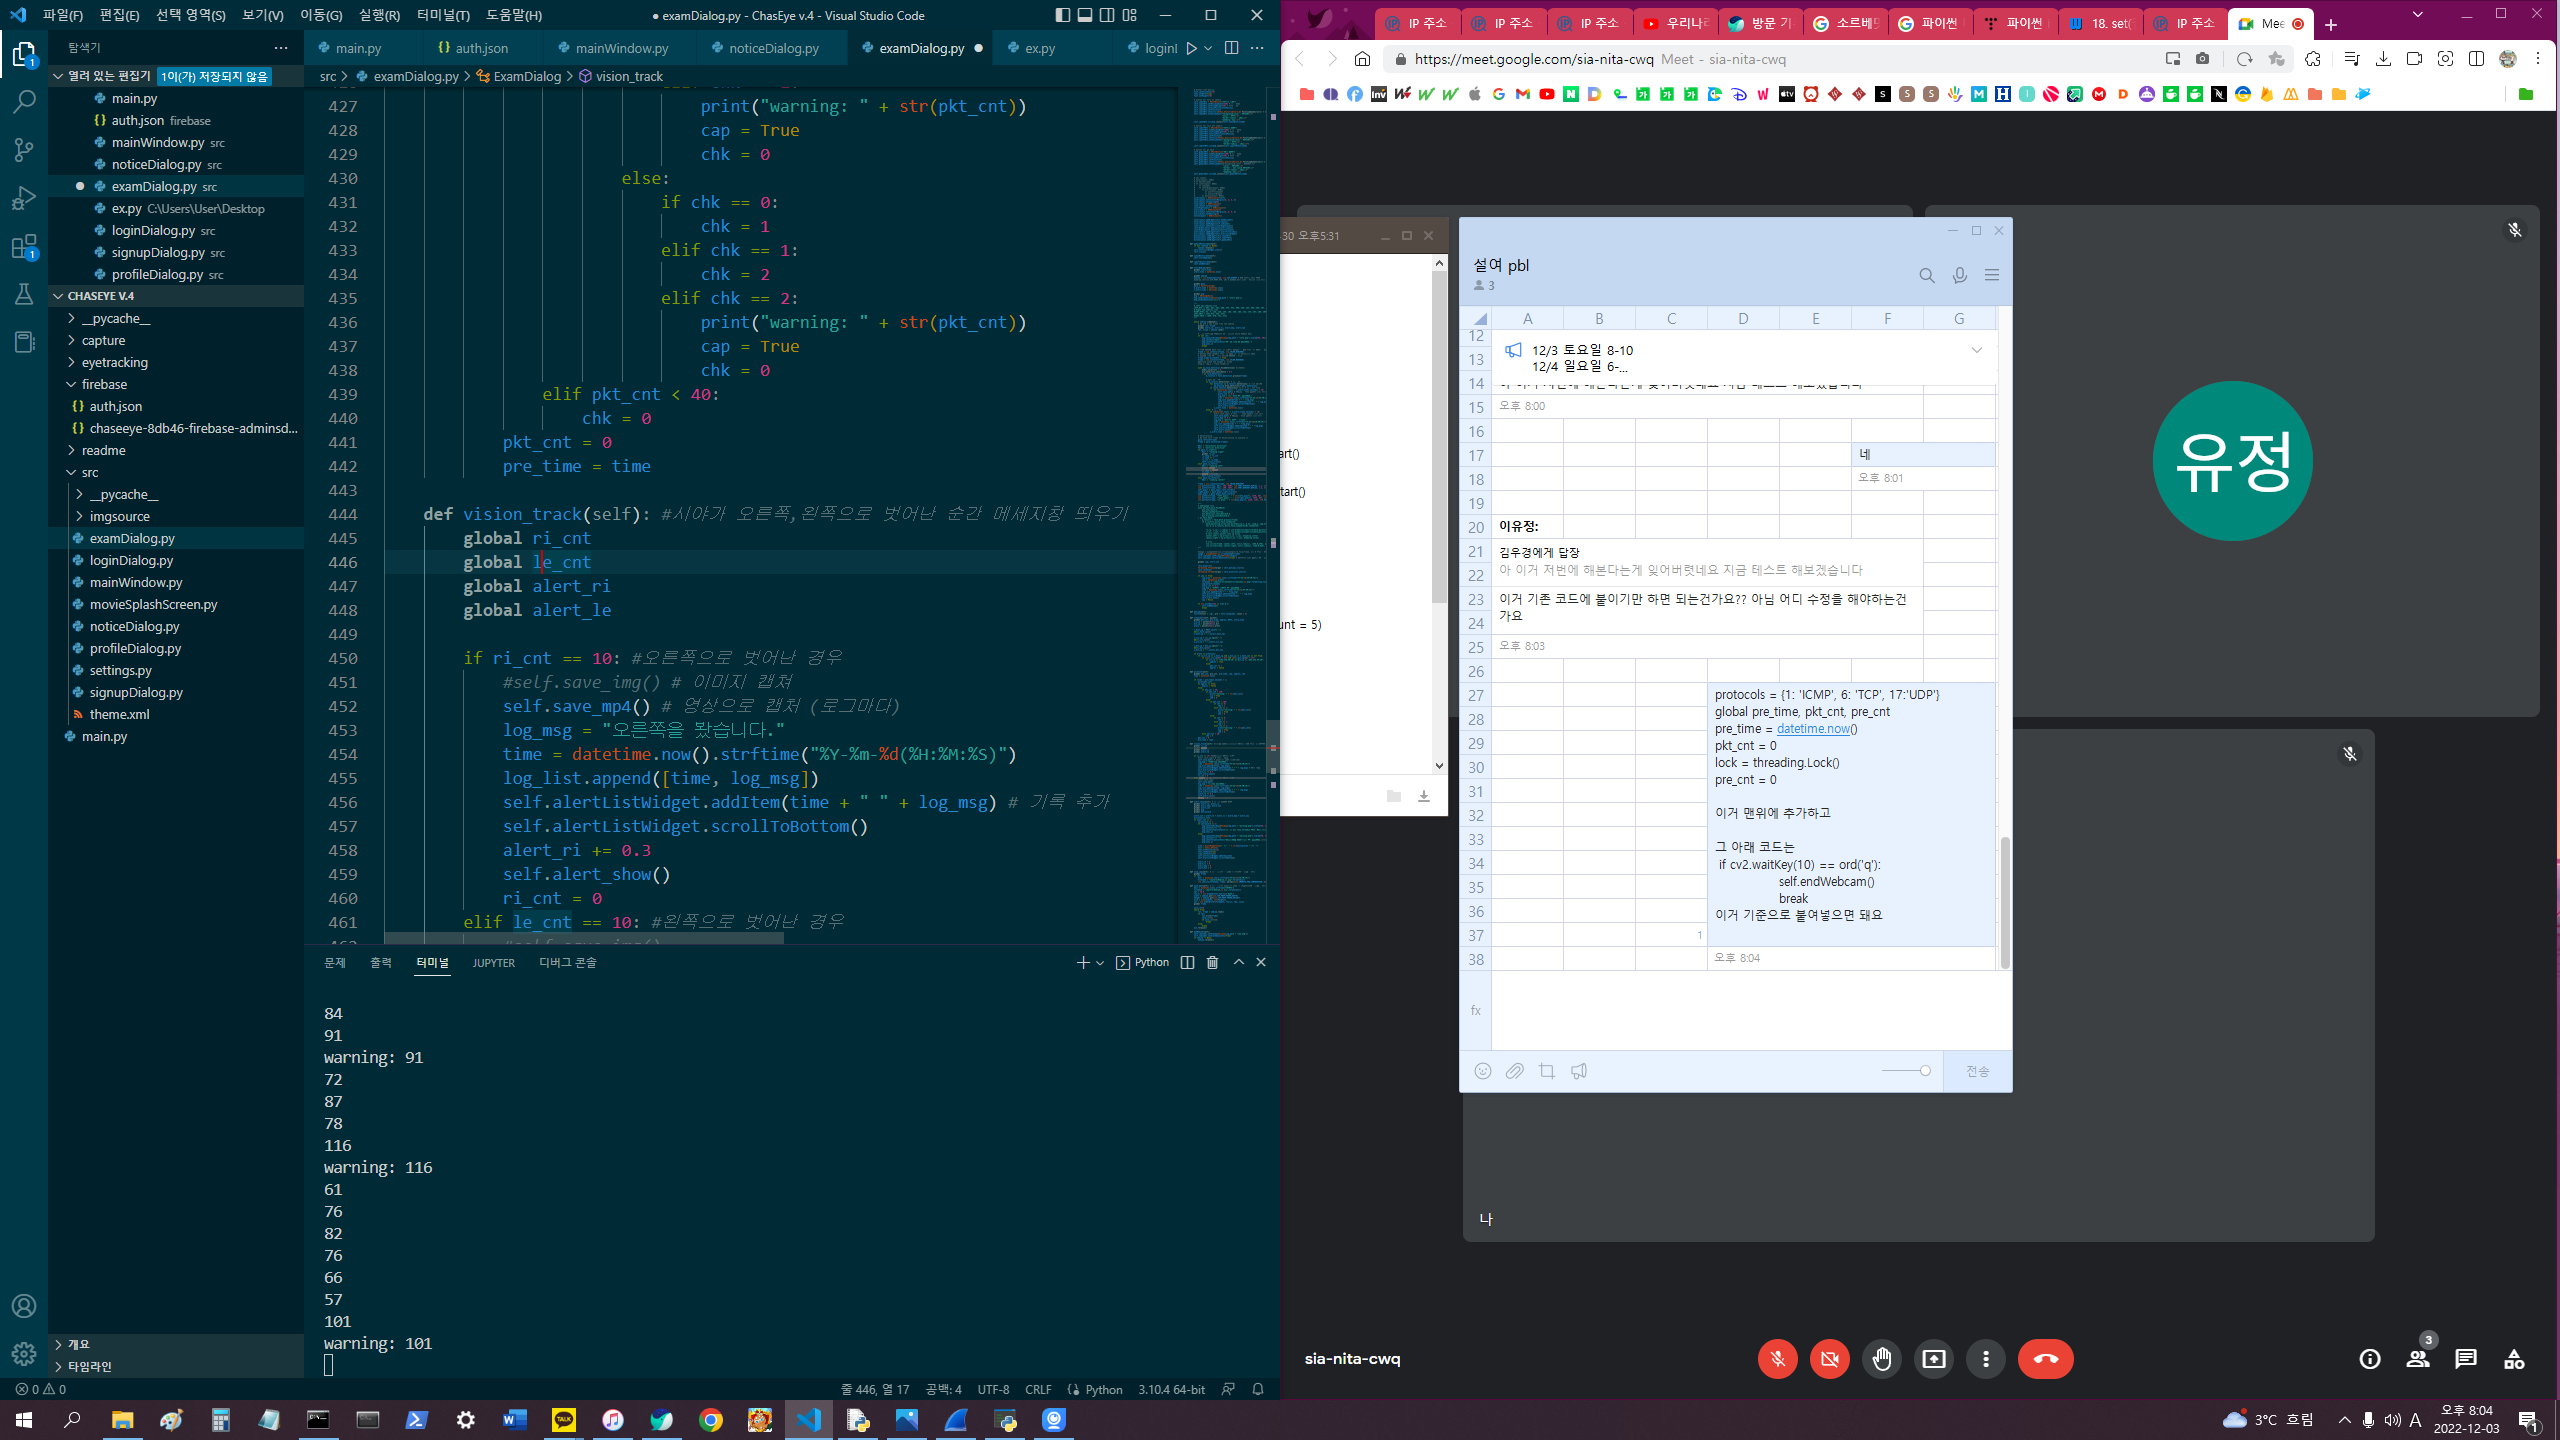 파일(F) 편집(E) 선택 영역(S) 보기(V) 이동(G) 실행(R) 터미널(T) 도움말(H)
● examDialog.py - ChasEye v.4 - Visual Studio Code
탐색기
열려 있는 편집기 1이(가) 저장되지 않음
main.py
auth.json firebase
mainWindow.py src
noticeDialog.py src
examDialog.py src
ex.py C:\Users\User\Desktop
loginDialog.py src
signupDialog.py src
profileDialog.py src
CHASEYE V.4
__pycache__
capture
eyetracking
firebase
auth.json
chaseeye-8db46-firebase-adminsd...
readme
src
__pycache__
imgsource
examDialog.py
loginDialog.py
mainWindow.py
movieSplashScreen.py
noticeDialog.py
profileDialog.py
settings.py
signupDialog.py
theme.xml
main.py
개요
타임라인
main.py auth.json mainWindow.py noticeDialog.py examDialog.py ● ex.py loginI
src > examDialog.py > ExamDialog > vision_track
427 print("warning: " + str(pkt_cnt))
428 cap = True
429 chk = 0
430 else:
431 if chk == 0:
432 chk = 1
433 elif chk == 1:
434 chk = 2
435 elif chk == 2:
436 print("warning: " + str(pkt_cnt))
437 cap = True
438 chk = 0
439 elif pkt_cnt < 40:
440 chk = 0
441 pkt_cnt = 0
442 pre_time = time
443
444 def vision_track(self): #시야가 오른쪽,왼쪽으로 벗어난 순간 메세지창 띄우기
445 global ri_cnt
446 global le_cnt
447 global alert_ri
448 global alert_le
449
450 if ri_cnt == 10: #오른쪽으로 벗어난 경우
451 #self.save_img() # 이미지 캡쳐
452 self.save_mp4() # 영상으로 캡처 (로그마다)
453 log_msg = "오른쪽을 봤습니다."
454 time = datetime.now().strftime("%Y-%m-%d(%H:%M:%S)")
455 log_list.append([time, log_msg])
456 self.alertListWidget.addItem(time + " " + log_msg) # 기록 추가
457 self.alertListWidget.scrollToBottom()
458 alert_ri += 0.3
459 self.alert_show()
460 ri_cnt = 0
461 elif le_cnt == 10: #왼쪽으로 벗어난 경우
문제 출력 터미널 JUPYTER 디버그 콘솔
Python
84
91
warning: 91
72
87
78
116
warning: 116
61
76
82
76
66
57
101
warning: 101
0 0
줄 446, 열 17 공백: 4 UTF-8 CRLF Python 3.10.4 64-bit
IP 주소 IP 주소 IP 주소 우리나라 방문 기 소르베 파이썬 파이썬 18. set( IP 주소 Mee
https://meet.google.com/sia-nita-cwq Meet - sia-nita-cwq
-30 오후5:31
art()
tart()
unt = 5)
설여 pbl
3
A B C D E F G
12
13
14
15
16
17
18
19
20
21
22
23
24
25
26
27
28
29
30
31
32
33
34
35
36
37
38
12/3 토요일 8-10
12/4 일요일 6-...
오후 8:00
네
오후 8:01
이유정:
김우경에게 답장
아 이거 저번에 해본다는게 잊어버렷네요 지금 테스트 해보겠습니다
이거 기존 코드에 붙이기만 하면 되는건가요?? 아님 어디 수정을 해야하는건
가요
오후 8:03
protocols = {1: 'ICMP', 6: 'TCP', 17:'UDP'}
global pre_time, pkt_cnt, pre_cnt
pre_time = datetime.now()
pkt_cnt = 0
lock = threading.Lock()
pre_cnt = 0
이거 맨위에 추가하고
그 아래 코드는
if cv2.waitKey(10) == ord('q'):
self.endWebcam()
break
이거 기준으로 붙여넣으면 돼요
1
오후 8:04
fx
전송
유정
나
sia-nita-cwq
3
3°C 흐림
A
오후 8:04
2022-12-03
1